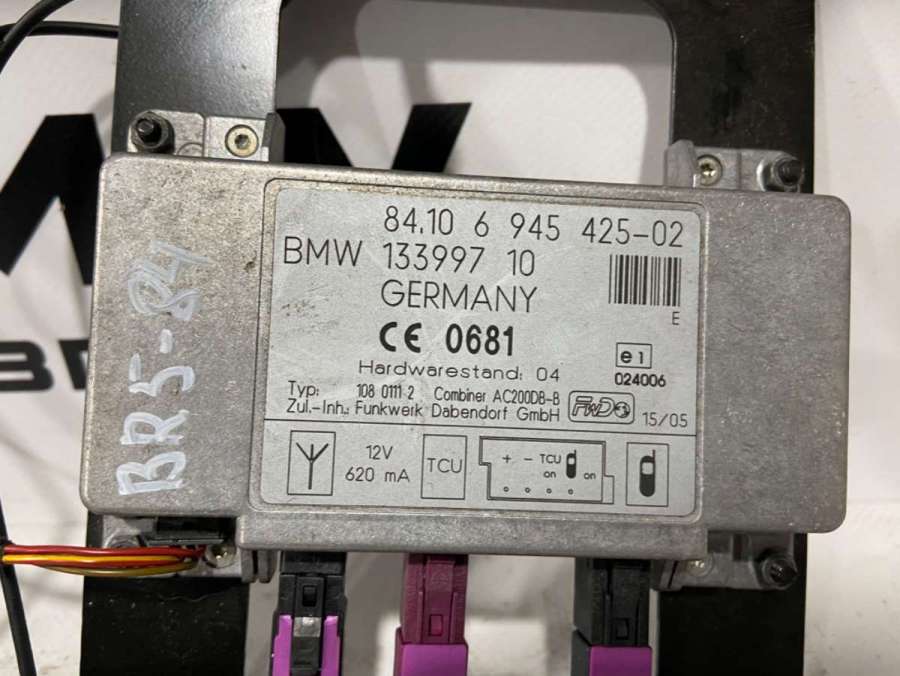 84.10 6 945 425-02
BMW 133997 10
GERMANY
E
CE 0681
Hardwarestand: 04
e1
024006
Typ: 108 0111 2 Combiner AC200DB-B
Zul.-Inh.: Funkwerk Dabendorf GmbH
FWD
15/05
12V
620 mA
TCU
+ - TCU
on on
BR5-84